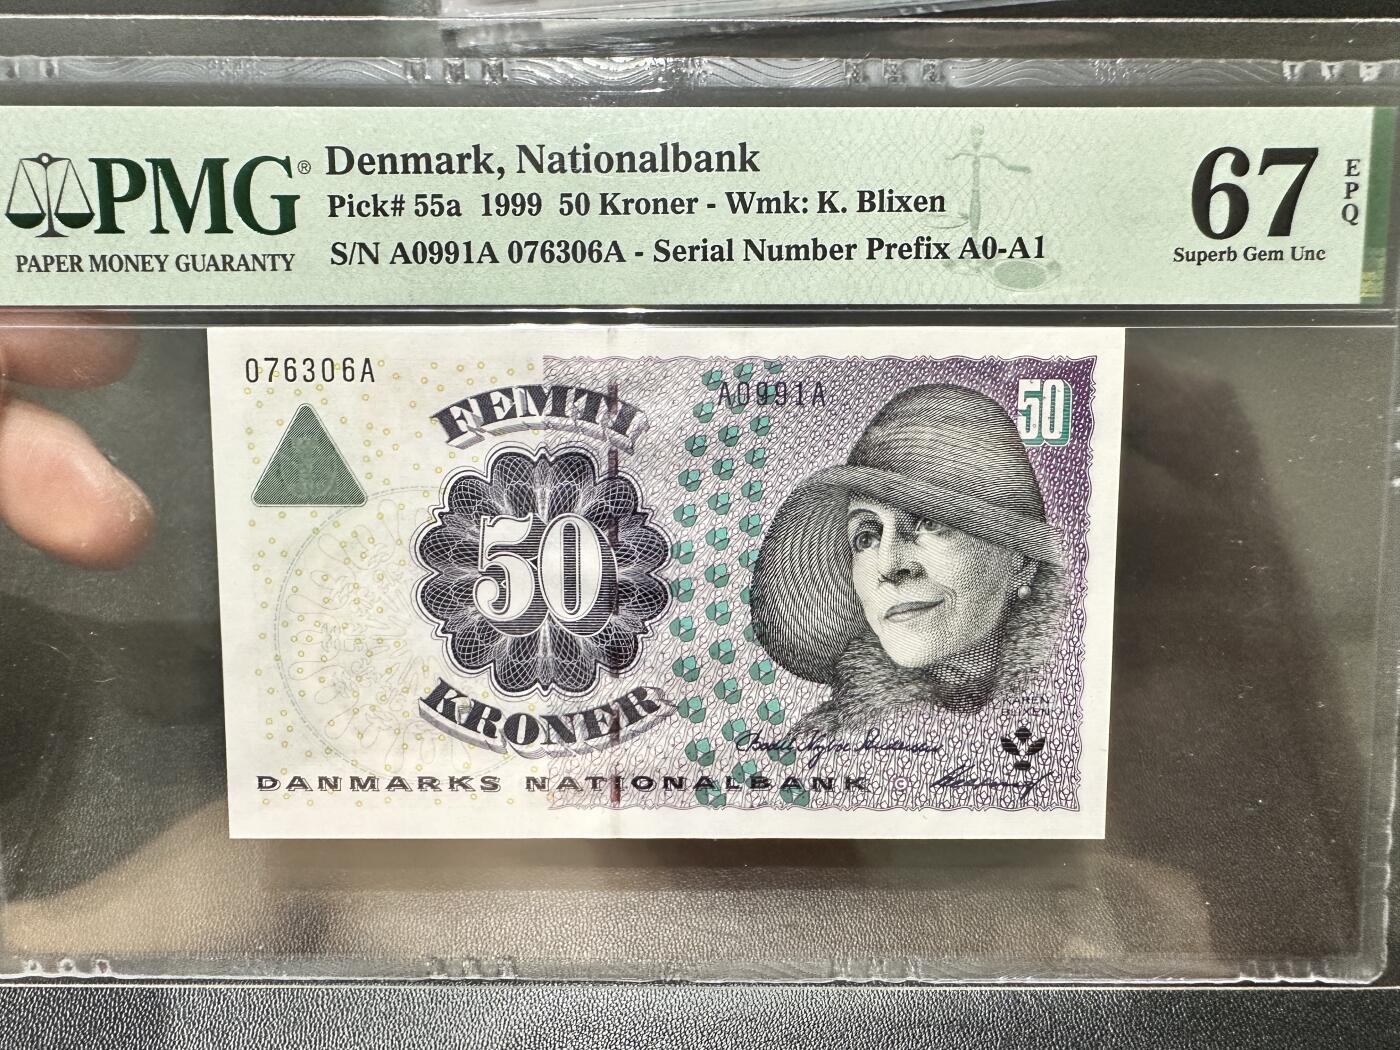 PMG®
PAPER MONEY GUARANTY
Denmark, Nationalbank
Pick# 55a 1999 50 Kroner - Wmk: K. Blixen
S/N A0991A 076306A - Serial Number Prefix A0-A1
67
EPQ
Superb Gem Unc
076306A
A0991A
50
FEMTI
50
KRONER
KAREN
BLIXEN
DANMARKS NATIONALBANK ©